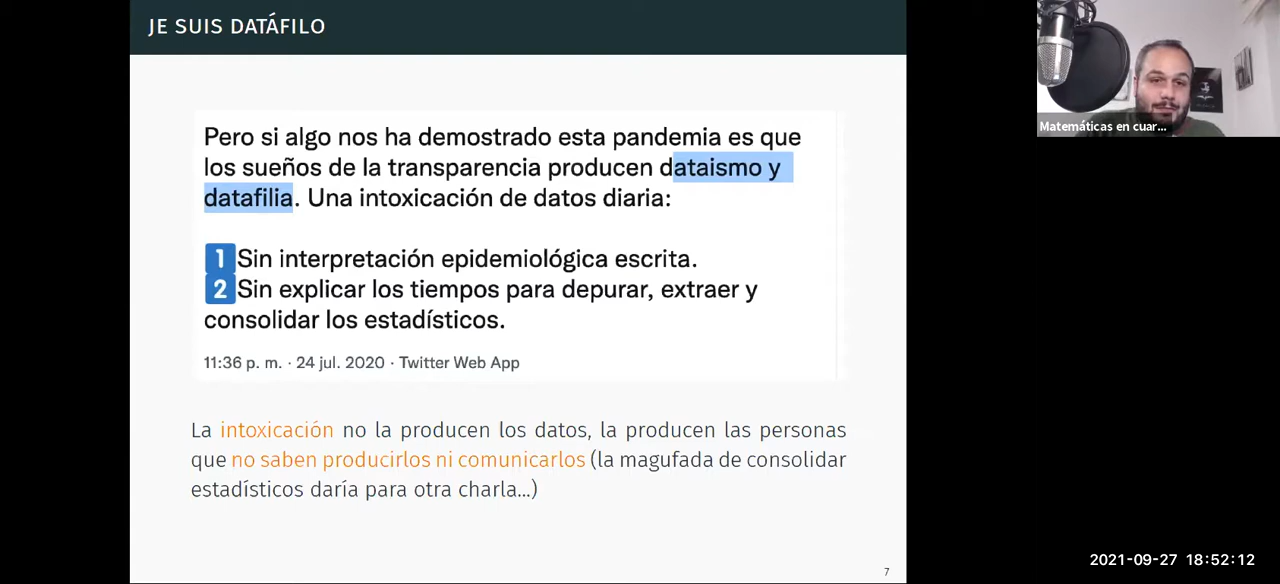 JE SUIS DATÁFILO
Pero si algo nos ha demostrado esta pandemia es que
los sueños de la transparencia producen dataismo y
datafilia. Una intoxicación de datos diaria:
1 Sin interpretación epidemiológica escrita.
2 Sin explicar los tiempos para depurar, extraer y
consolidar los estadísticos.
11:36 p. m. · 24 jul. 2020 · Twitter Web App
La intoxicación no la producen los datos, la producen las personas
que no saben producirlos ni comunicarlos (la magufada de consolidar
estadísticos daría para otra charla...)
7
Matemáticas en cuar...
2021-09-27 18:52:12